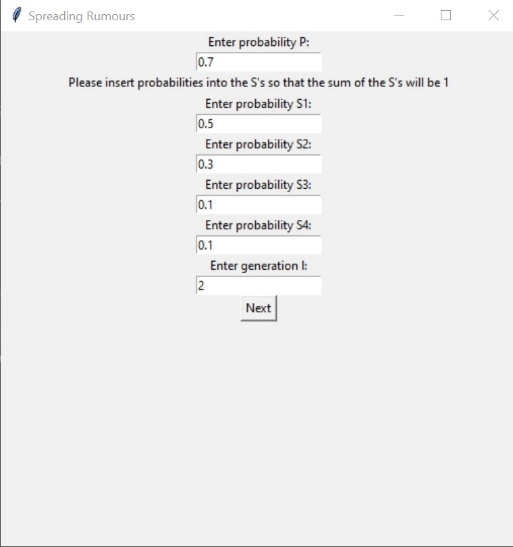 Spreading Rumours
Enter probability P:
0.7
Please insert probabilities into the S's so that the sum of the S's will be 1
Enter probability S1:
0.5
Enter probability S2:
0.3
Enter probability S3:
0.1
Enter probability S4:
0.1
Enter generation I:
2
Next